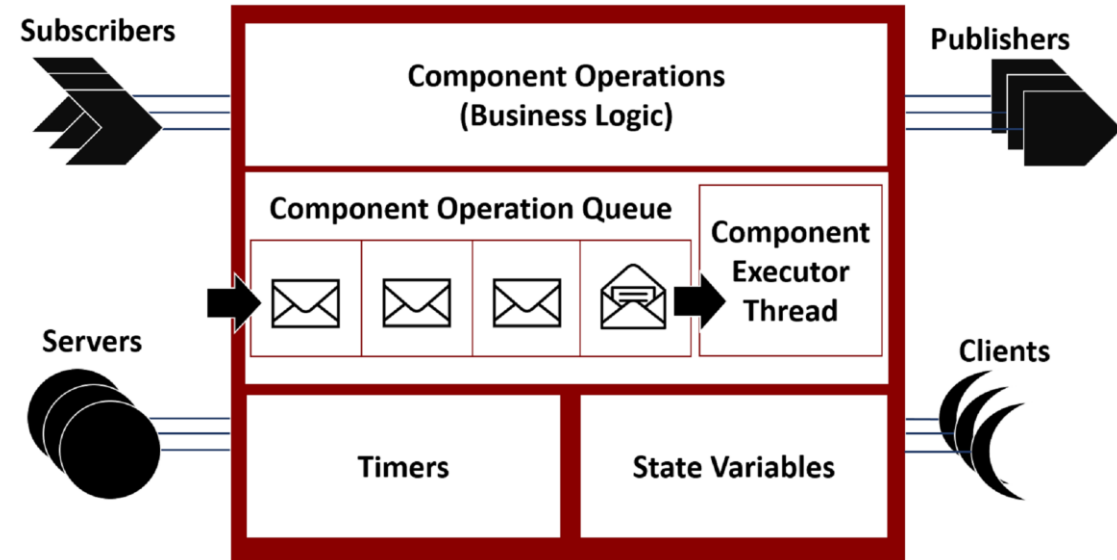 Subscribers
Publishers
Component Operations
(Business Logic)
Component Operation Queue
Component
Executor
Thread
Servers
Clients
Timers
State Variables